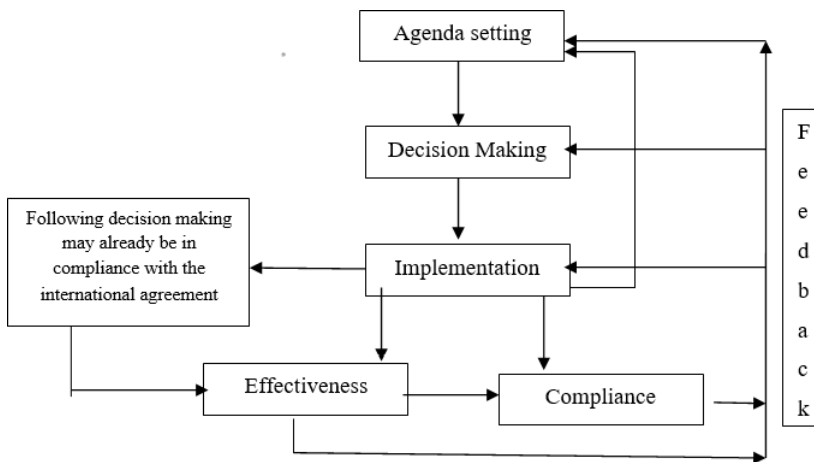 Agenda setting
Decision Making
Following decision making
may already be in
compliance with the
international agreement
Implementation
Effectiveness
Compliance
F
e
e
d
b
a
c
k